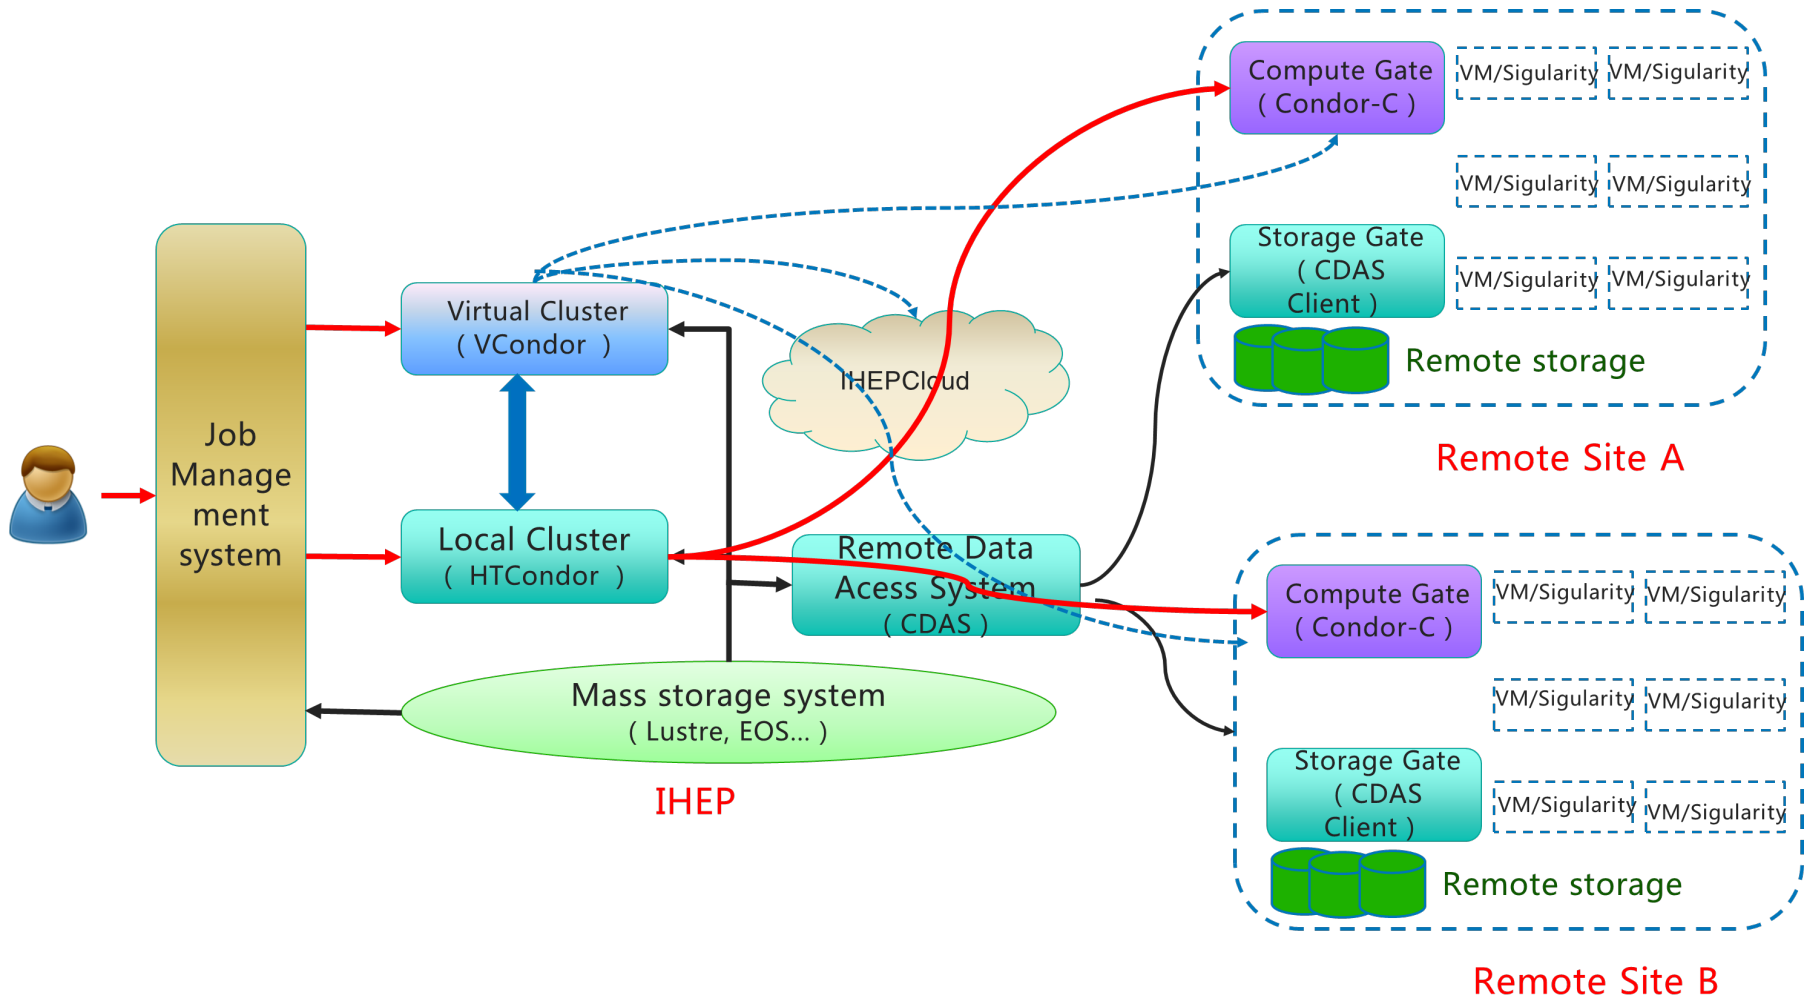 Job
Manage
ment
system
Virtual Cluster
( VCondor )
Local Cluster
( HTCondor )
IHEPCloud
Remote Data
Acess System
( CDAS )
Mass storage system
( Lustre, EOS... )
IHEP
Compute Gate
( Condor-C )
VM/Sigularity
VM/Sigularity
VM/Sigularity
VM/Sigularity
Storage Gate
( CDAS
Client )
VM/Sigularity
VM/Sigularity
Remote storage
Remote Site A
Compute Gate
( Condor-C )
VM/Sigularity
VM/Sigularity
VM/Sigularity
VM/Sigularity
Storage Gate
( CDAS
Client )
VM/Sigularity
VM/Sigularity
Remote storage
Remote Site B